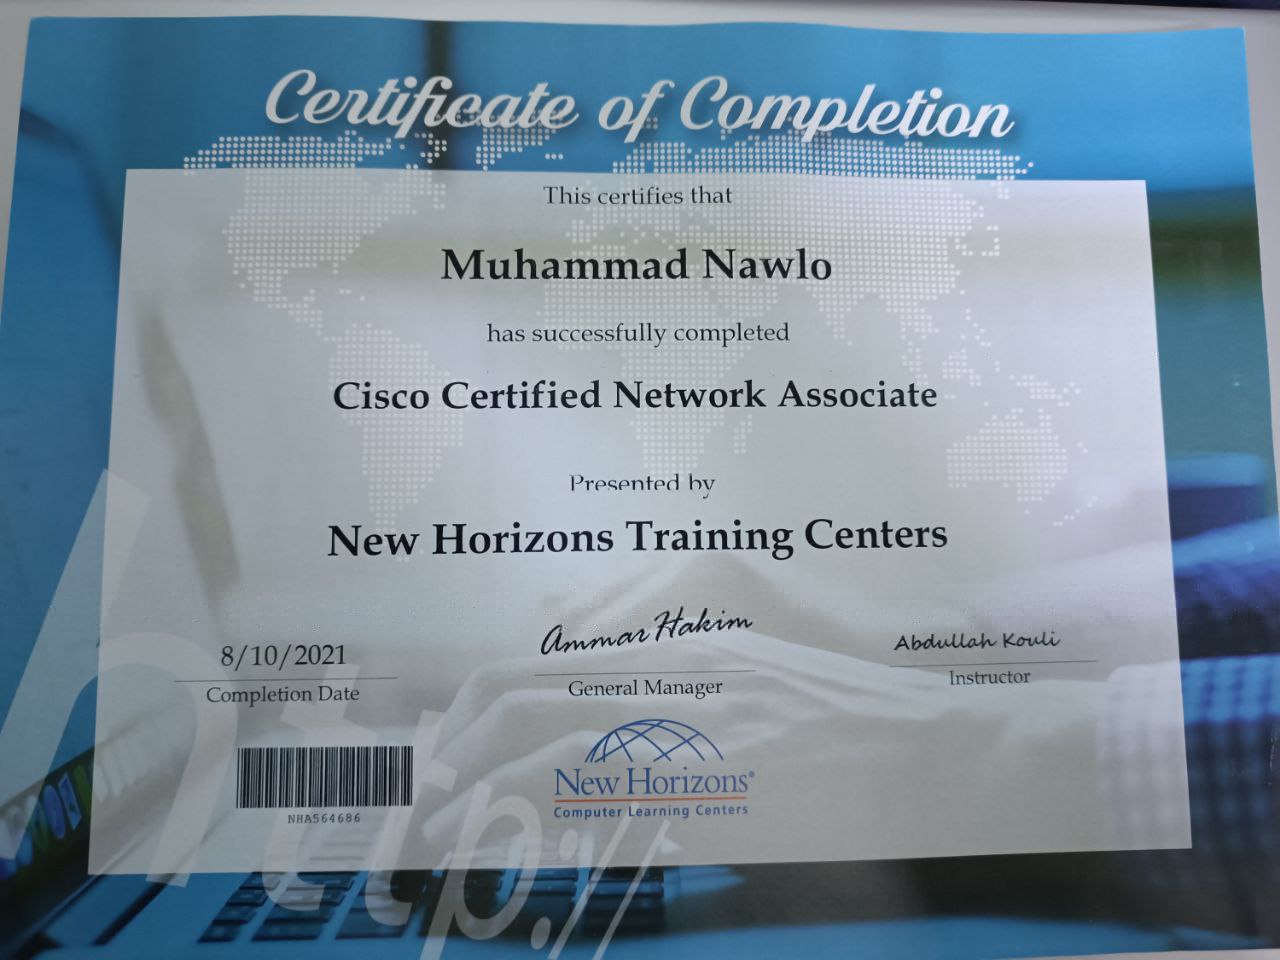 Certificate of Completion
This certifies that
Muhammad Nawlo
has successfully completed
Cisco Certified Network Associate
Presented by
New Horizons Training Centers
8/10/2021
Completion Date
Ammar Hakim
General Manager
Abdullah Kouli
Instructor
NHA564686
New Horizons®
Computer Learning Centers
http://